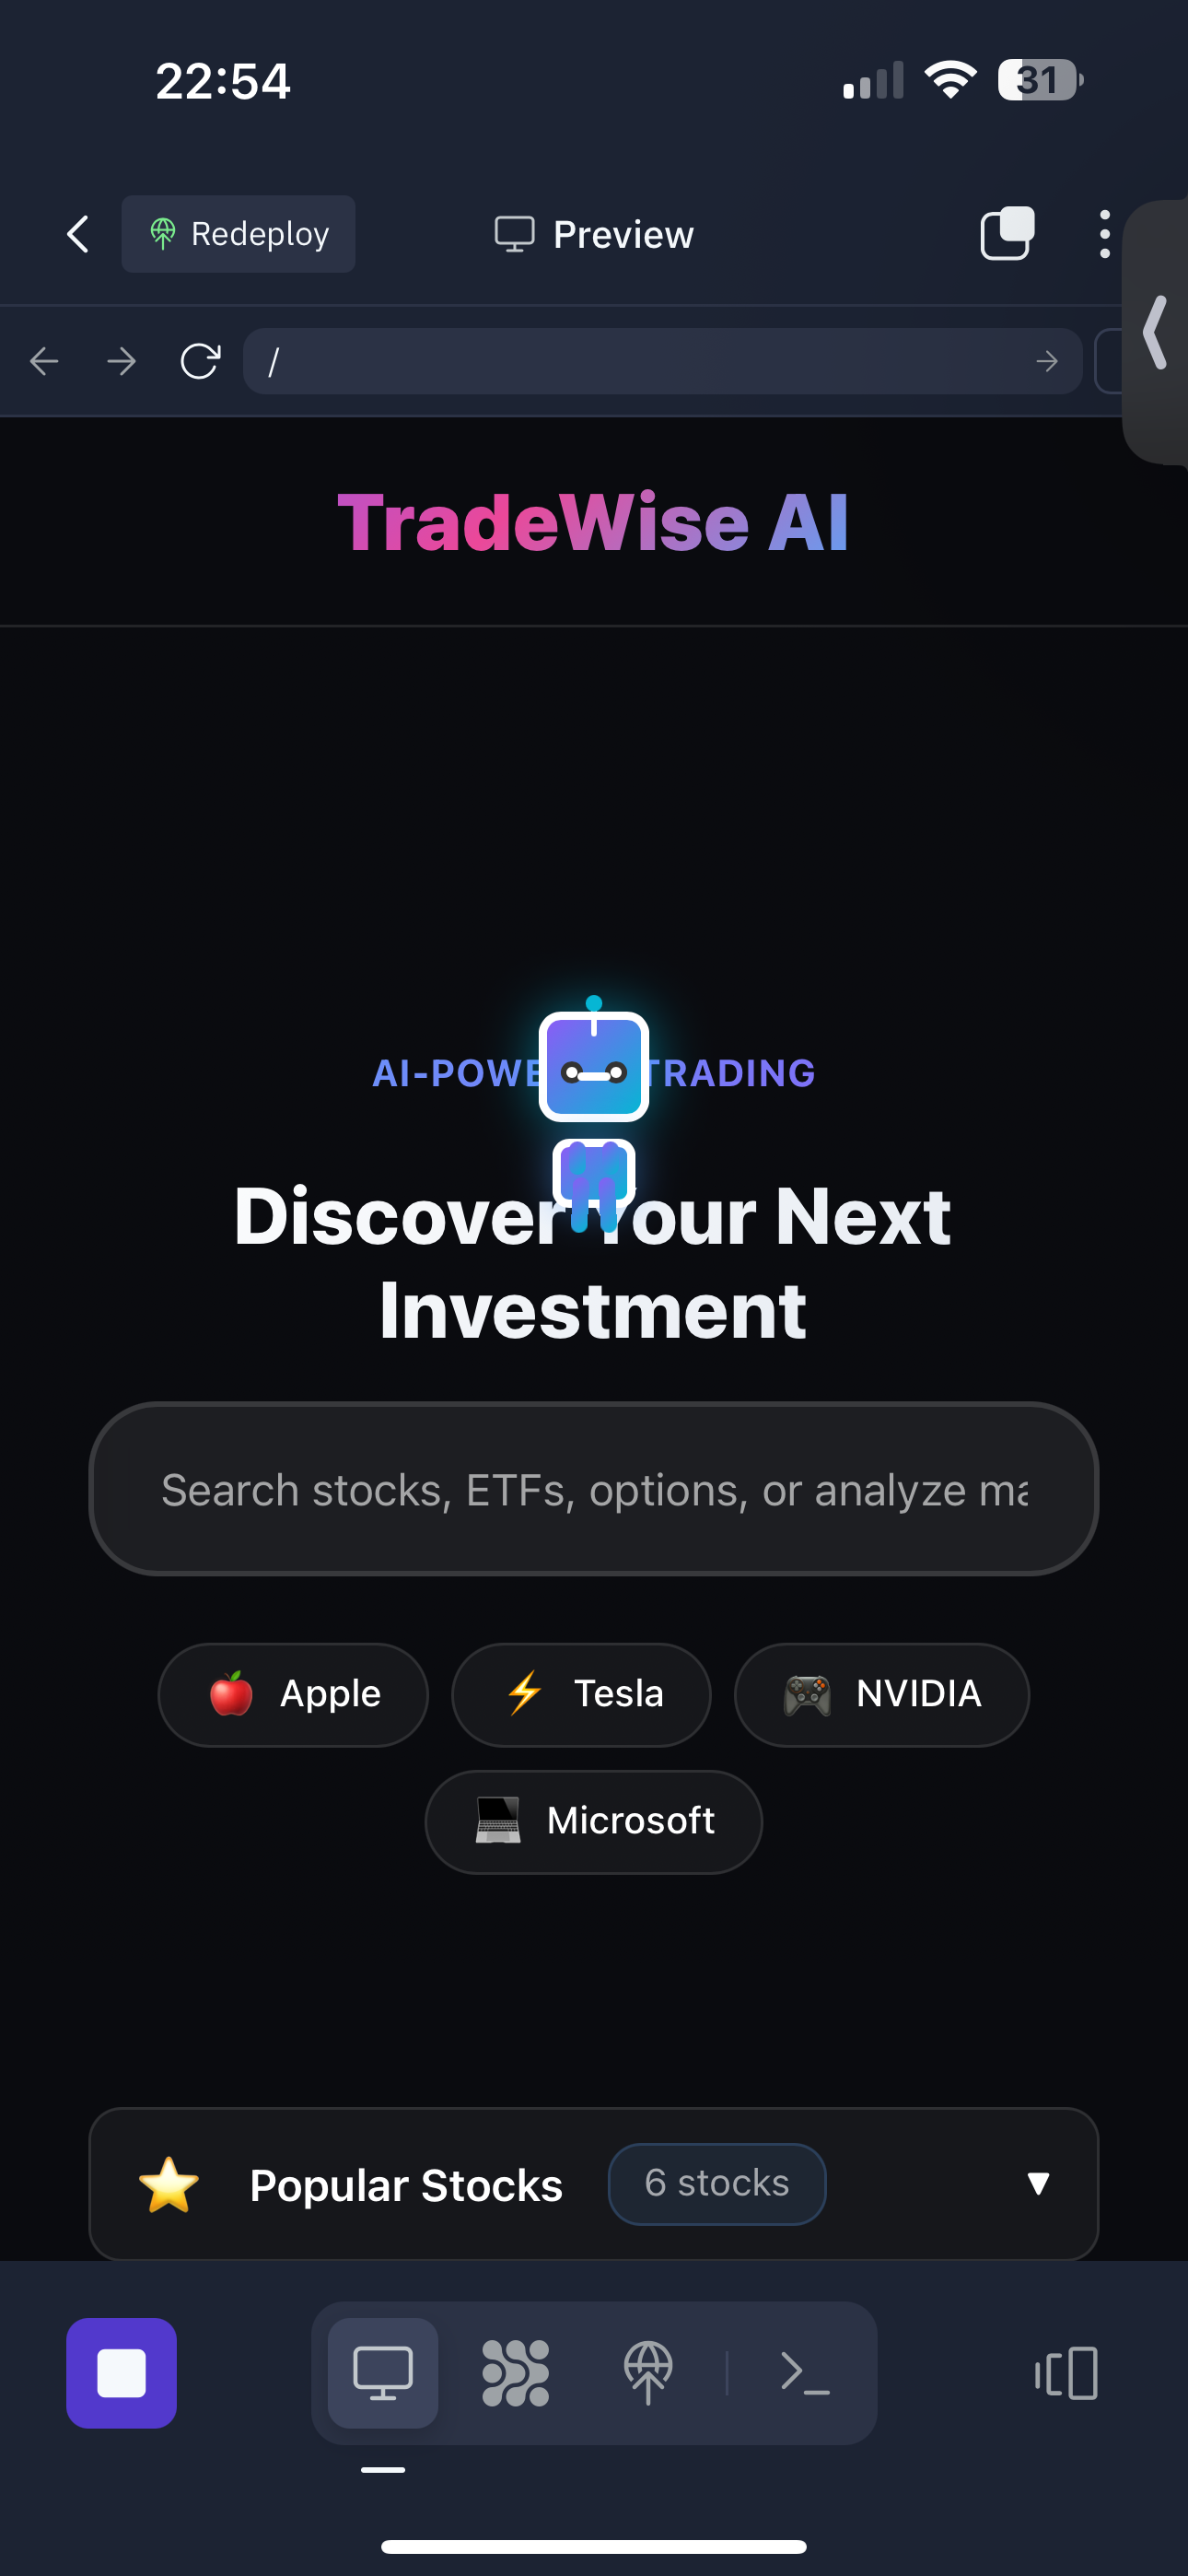 22:54
31
Redeploy
Preview
/
TradeWise AI
AI-POWE TRADING
Discover Your Next
Investment
Search stocks, ETFs, options, or analyze ma
Apple
Tesla
NVIDIA
Microsoft
Popular Stocks
6 stocks